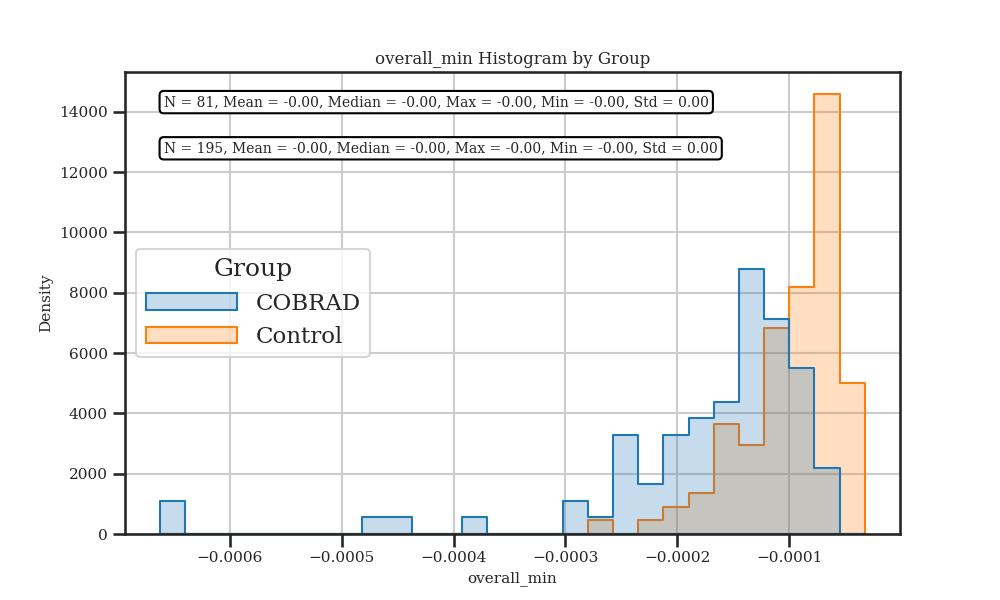 overall_min Histogram by Group
N = 81, Mean = -0.00, Median = -0.00, Max = -0.00, Min = -0.00, Std = 0.00
N = 195, Mean = -0.00, Median = -0.00, Max = -0.00, Min = -0.00, Std = 0.00
14000
12000
10000
8000
6000
4000
2000
0
Density
Group
COBRAD
Control
−0.0006
−0.0005
−0.0004
−0.0003
−0.0002
−0.0001
overall_min